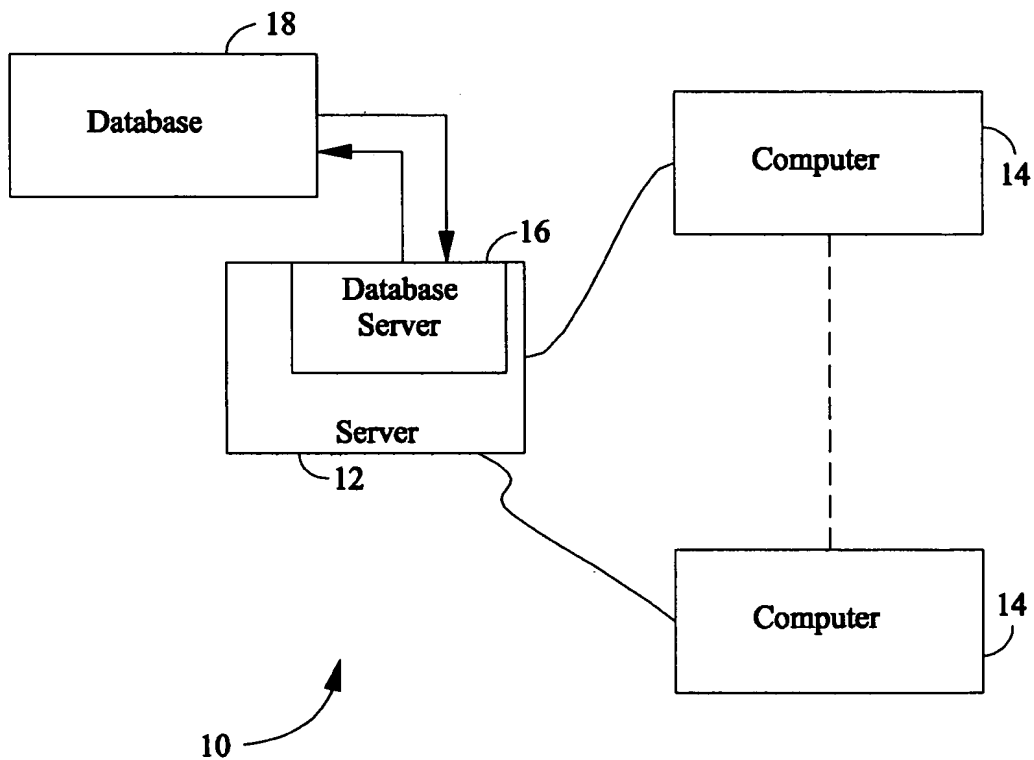 18
Database
Computer
14
16
Database
Server
Server
12
Computer
14
10